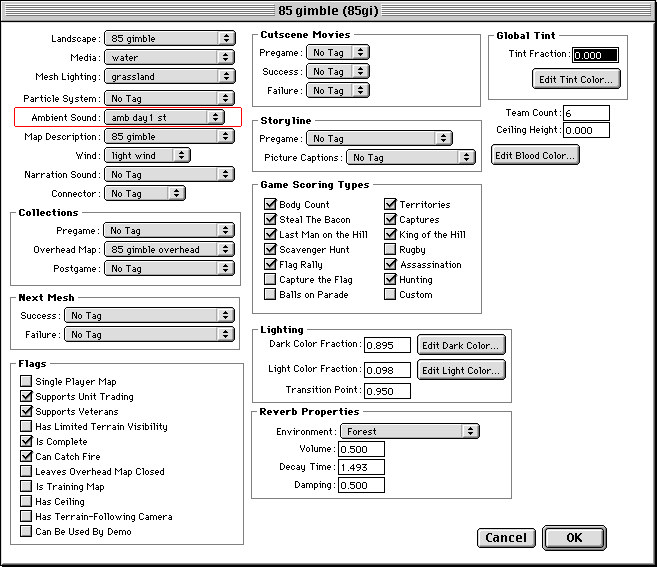 85 gimble (85gi)
Landscape: 85 gimble
Media: water
Mesh Lighting: grassland
Particle System: No Tag
Ambient Sound: amb day1 st
Map Description: 85 gimble
Wind: light wind
Narration Sound: No Tag
Connector: No Tag
Collections
Pregame: No Tag
Overhead Map: 85 gimble overhead
Postgame: No Tag
Next Mesh
Success: No Tag
Failure: No Tag
Flags
Single Player Map
Supports Unit Trading
Supports Veterans
Has Limited Terrain Visibility
Is Complete
Can Catch Fire
Leaves Overhead Map Closed
Is Training Map
Has Ceiling
Has Terrain-Following Camera
Can Be Used By Demo
Cutscene Movies
Pregame: No Tag
Success: No Tag
Failure: No Tag
Storyline
Pregame: No Tag
Picture Captions: No Tag
Game Scoring Types
Body Count
Steal The Bacon
Last Man on the Hill
Scavenger Hunt
Flag Rally
Capture the Flag
Balls on Parade
Territories
Captures
King of the Hill
Rugby
Assassination
Hunting
Custom
Lighting
Dark Color Fraction: 0.895 Edit Dark Color...
Light Color Fraction: 0.098 Edit Light Color...
Transition Point: 0.950
Reverb Properties
Environment: Forest
Volume: 0.500
Decay Time: 1.493
Damping: 0.500
Global Tint
Tint Fraction: 0.000
Edit Tint Color...
Team Count: 6
Ceiling Height: 0.000
Edit Blood Color...
Cancel OK